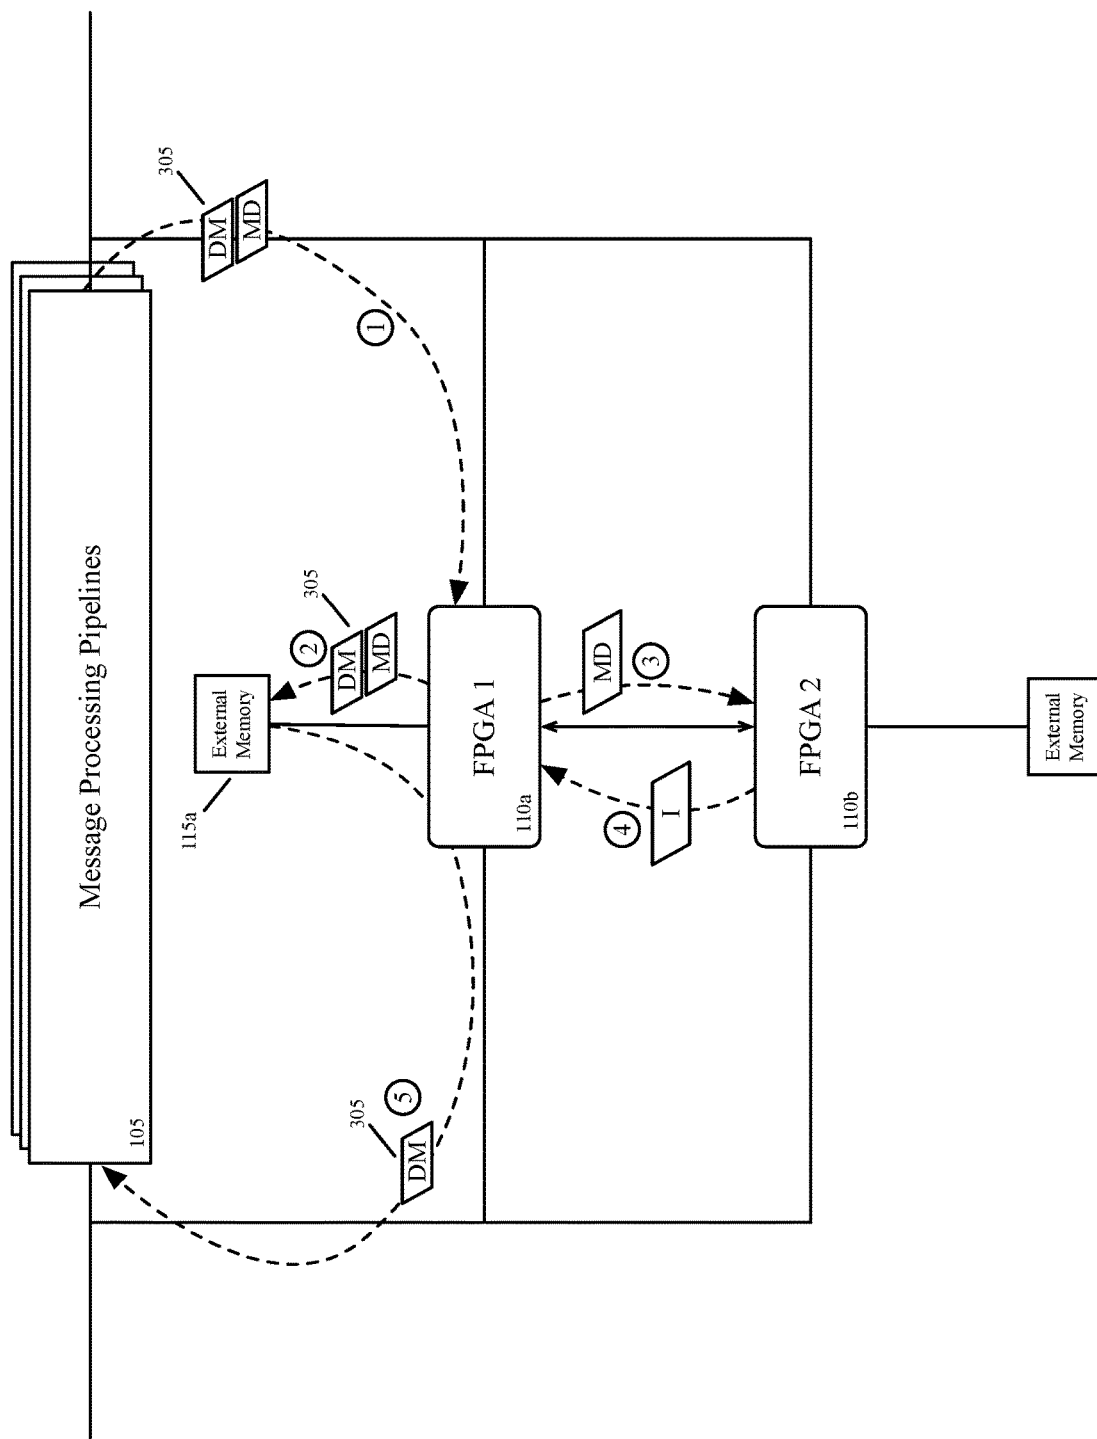 Message Processing Pipelines
105
305
DM
MD
115a
External
Memory
305
2
DM
MD
1
305
5
DM
FPGA 1
110a
MD
4
3
I
FPGA 2
110b
External
Memory